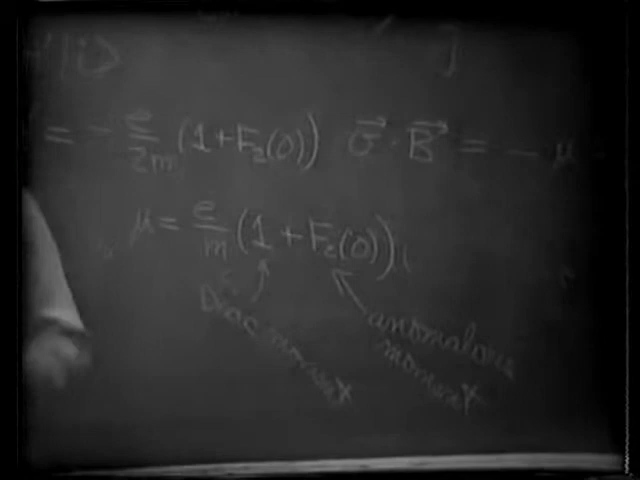 = - e/2m (1+F₂(0)) σ⃗ · B⃗ = - μ
μ = e/m (1 + F₂(0))
Dirac moment
anomalous moment